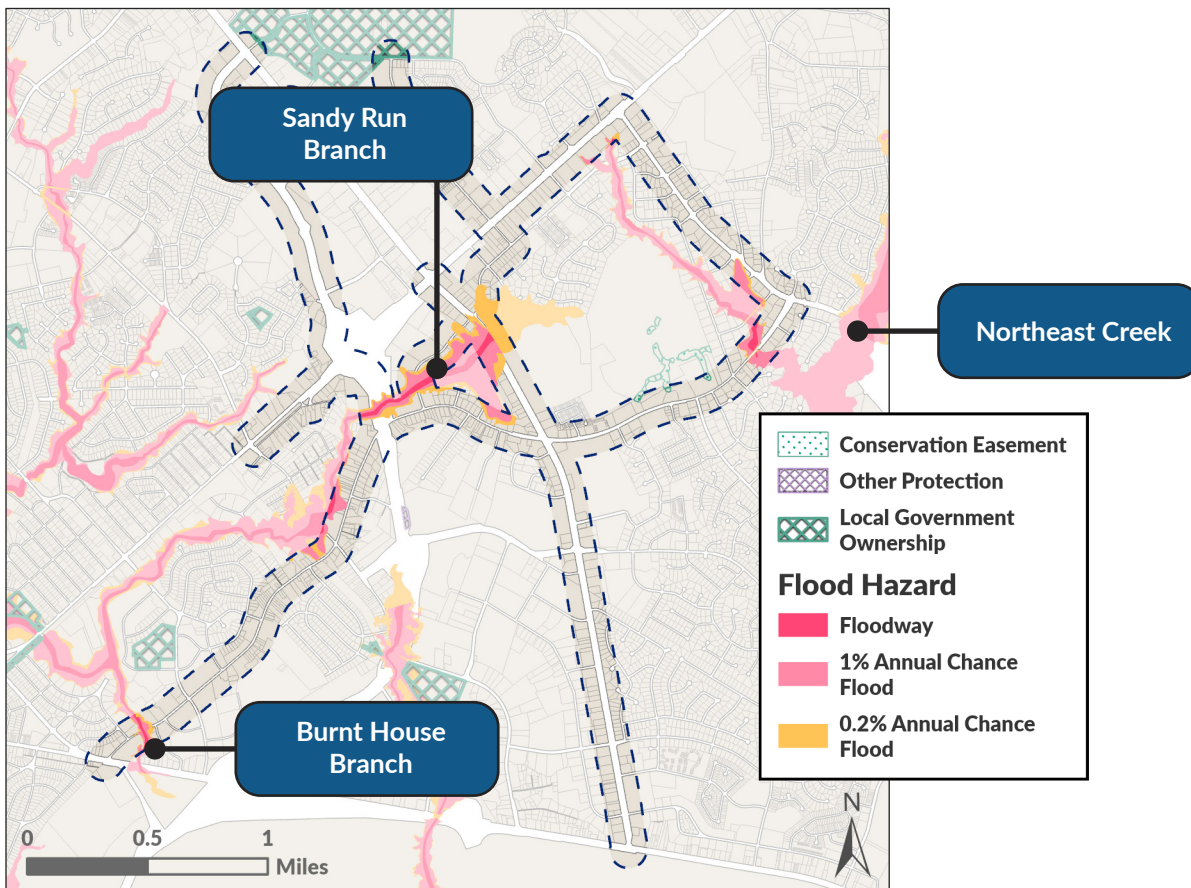 Sandy Run
Branch
Northeast Creek
Conservation Easement
Other Protection
Local Government
Ownership
Flood Hazard
Floodway
1% Annual Chance
Flood
0.2% Annual Chance
Flood
Burnt House
Branch
N
0 0.5 1
Miles